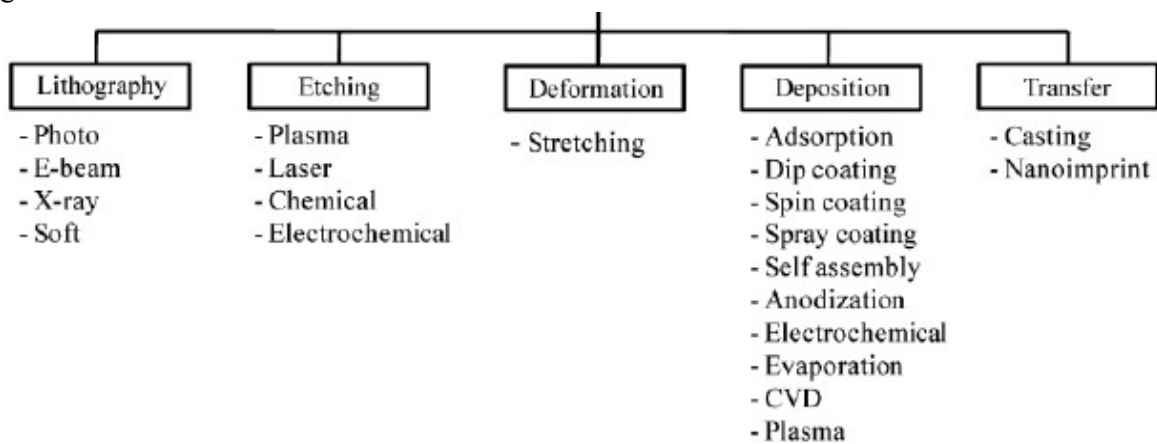 g
Lithography
- Photo
- E-beam
- X-ray
- Soft
Etching
- Plasma
- Laser
- Chemical
- Electrochemical
Deformation
- Stretching
Deposition
- Adsorption
- Dip coating
- Spin coating
- Spray coating
- Self assembly
- Anodization
- Electrochemical
- Evaporation
- CVD
- Plasma
Transfer
- Casting
- Nanoimprint